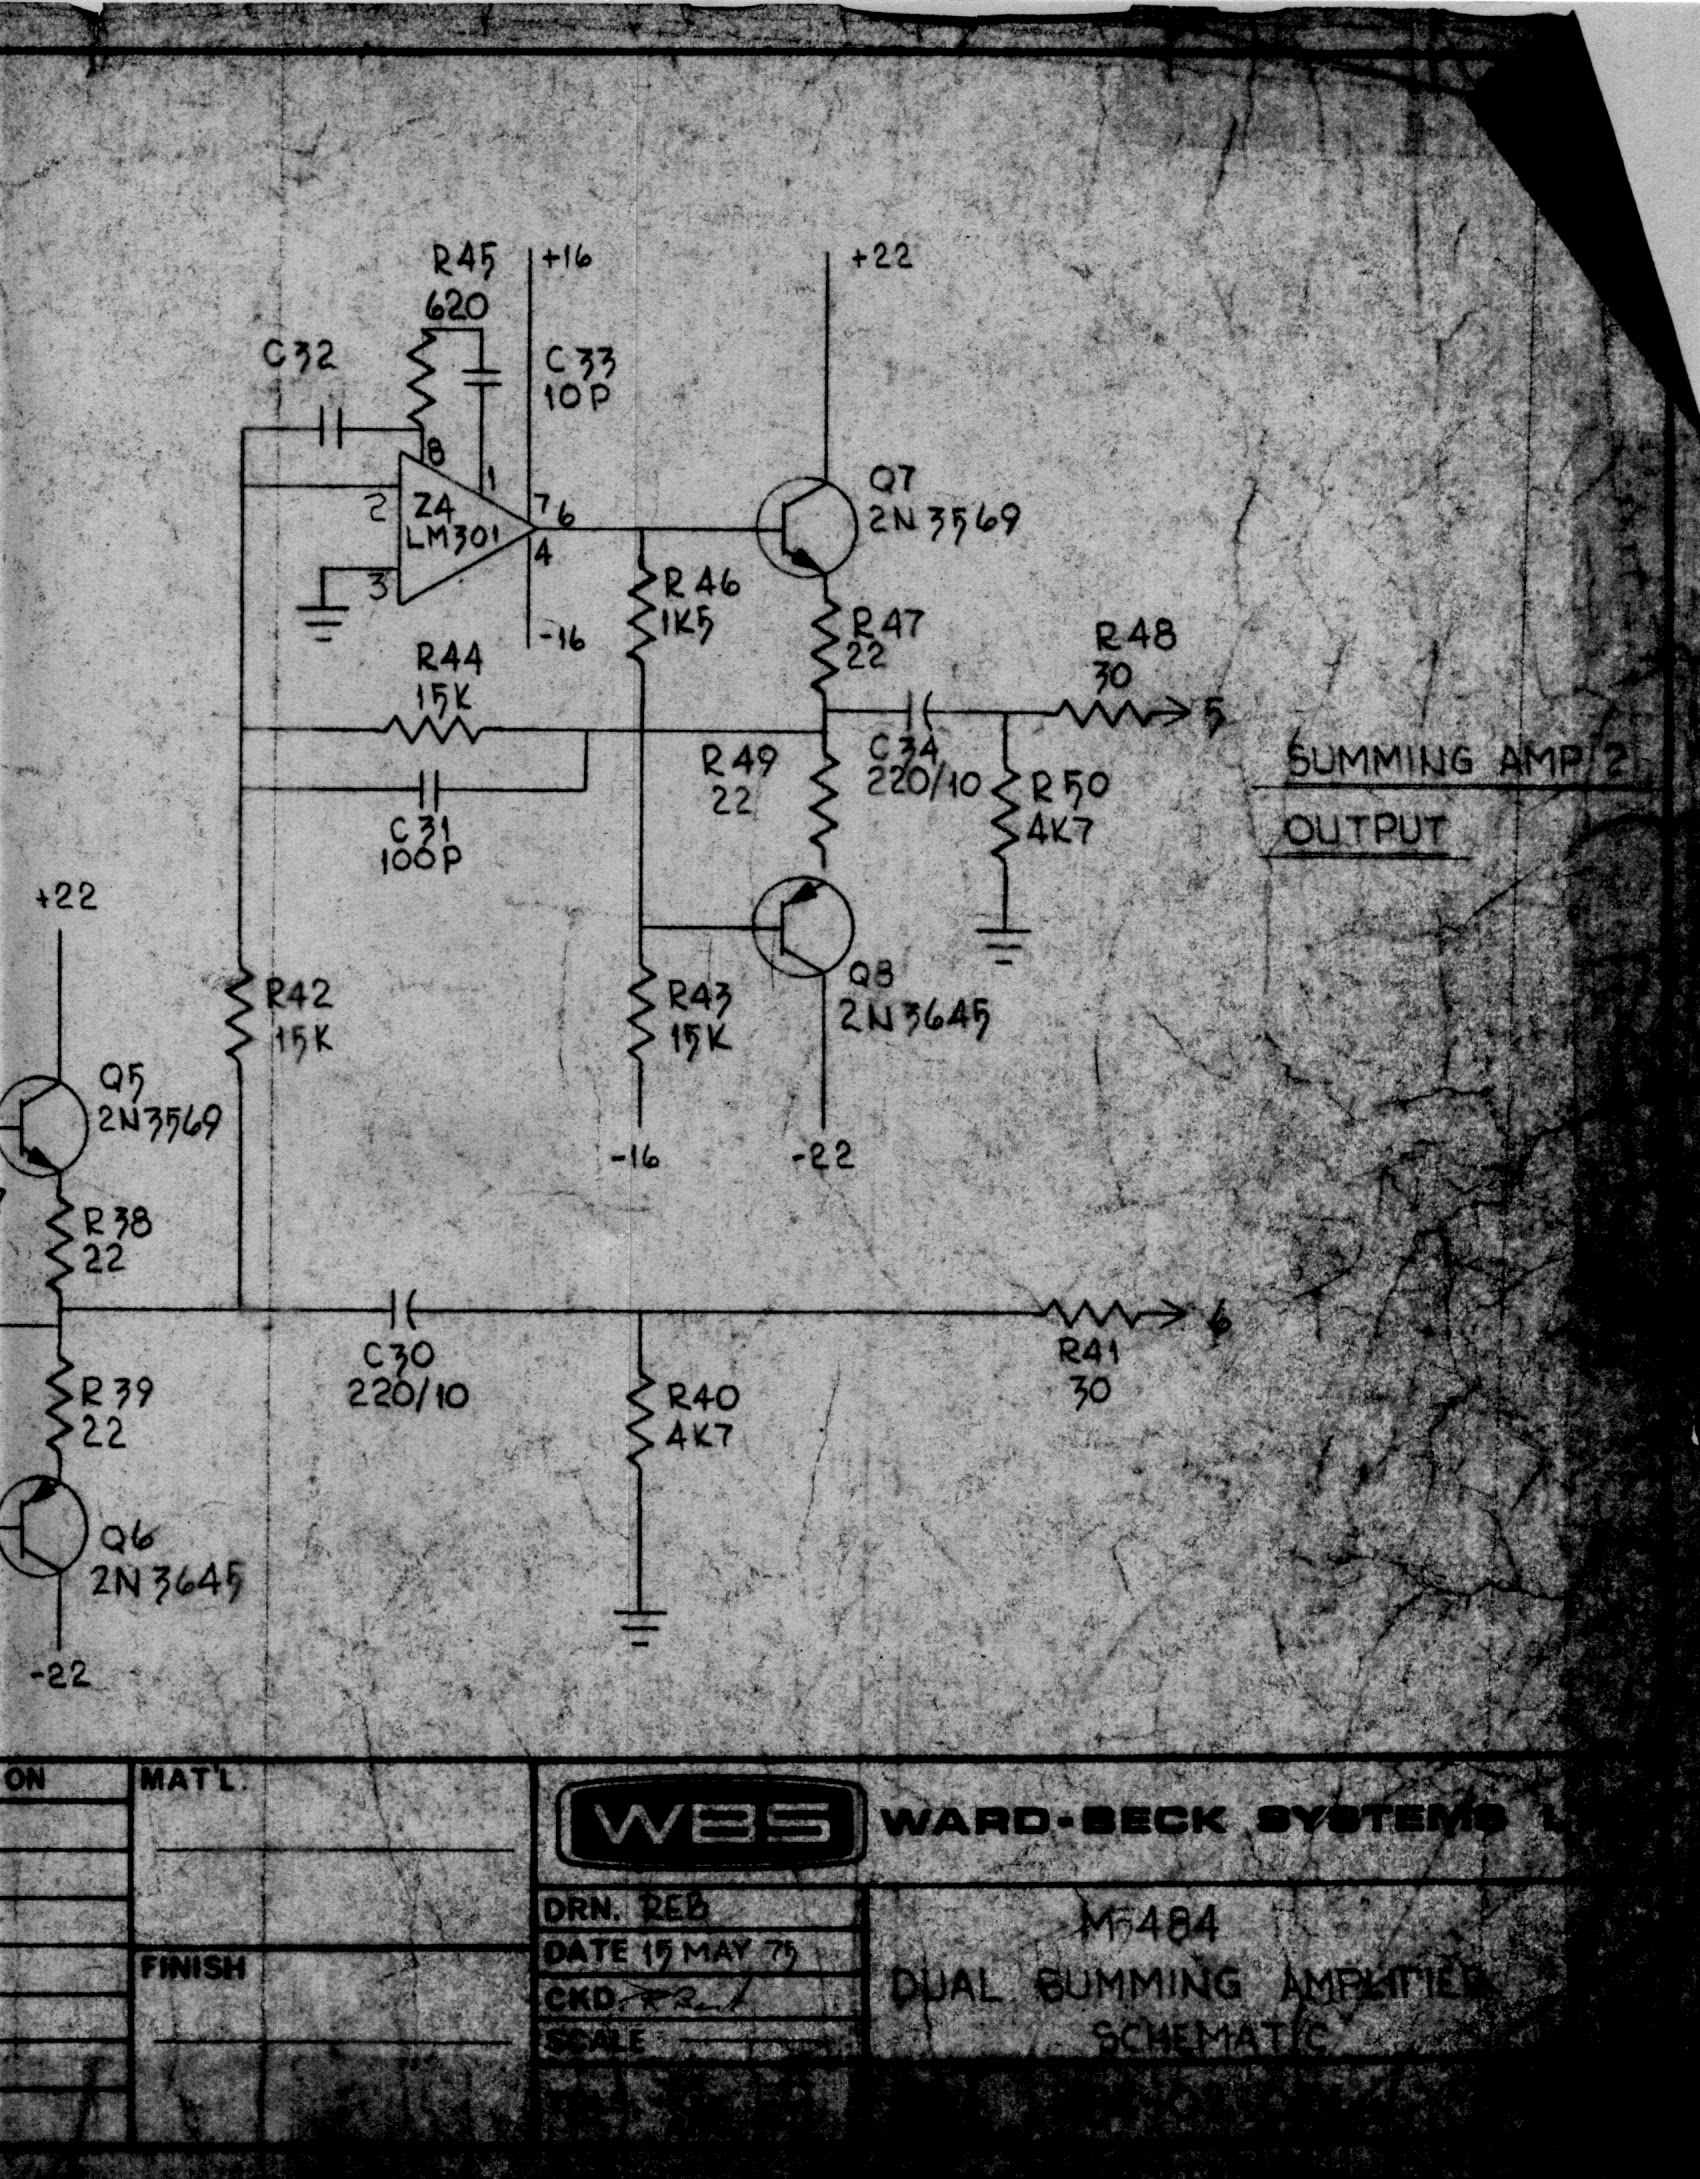 R45
620
+16
+22
C32
C33
10P
8
1
2
Z4
LM301
7
6
4
3
-16
Q7
2N3569
R46
1K5
R47
22
R44
15K
R48
30
5
R49
22
C34
220/10
R50
4K7
SUMMING AMP 2
OUTPUT
C31
100P
+22
R42
15K
R43
15K
Q8
2N3645
Q5
2N3569
-16
-22
R38
22
6
C30
220/10
R41
30
R39
22
R40
4K7
Q6
2N3645
-22
ON
MAT'L.
WBS
WARD-BECK SYSTEMS
DRN. REB
DATE 15 MAY 75
CKD.
SCALE
FINISH
DUAL SUMMING AMPLIFIER
SCHEMATIC